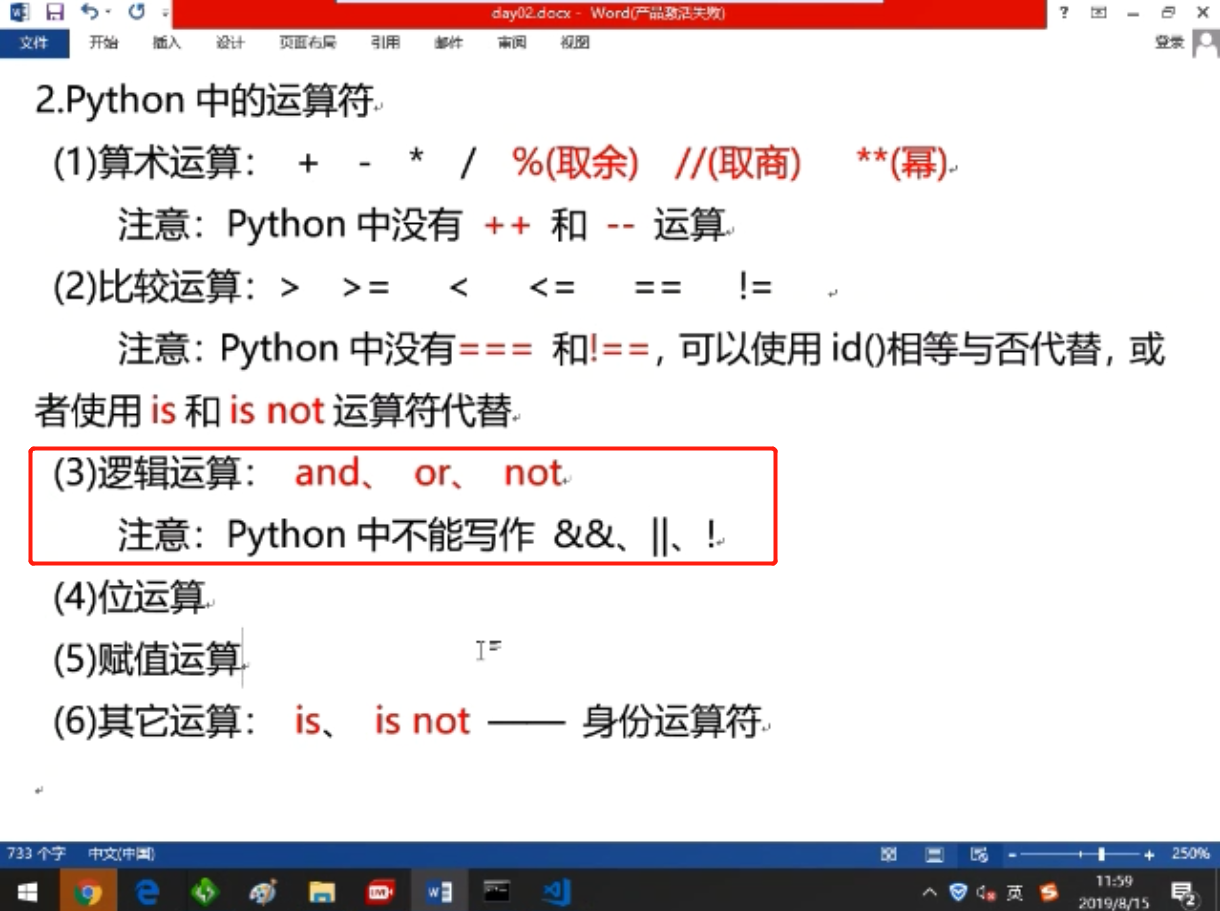 day02.docx - Word(产品激活失败)
文件 开始 插入 设计 页面布局 引用 邮件 审阅 视图 登录
2.Python 中的运算符
(1)算术运算： + - * / %(取余) //(取商) **(幂)
注意：Python 中没有 ++ 和 -- 运算
(2)比较运算：> >= < <= == !=
注意：Python 中没有=== 和!==，可以使用 id()相等与否代替，或
者使用 is 和 is not 运算符代替
(3)逻辑运算： and、 or、 not
注意：Python 中不能写作 &&、||、!
(4)位运算
(5)赋值运算
(6)其它运算： is、 is not —— 身份运算符
733 个字 中文(中国) 250%
英 11:59
2019/8/15 2